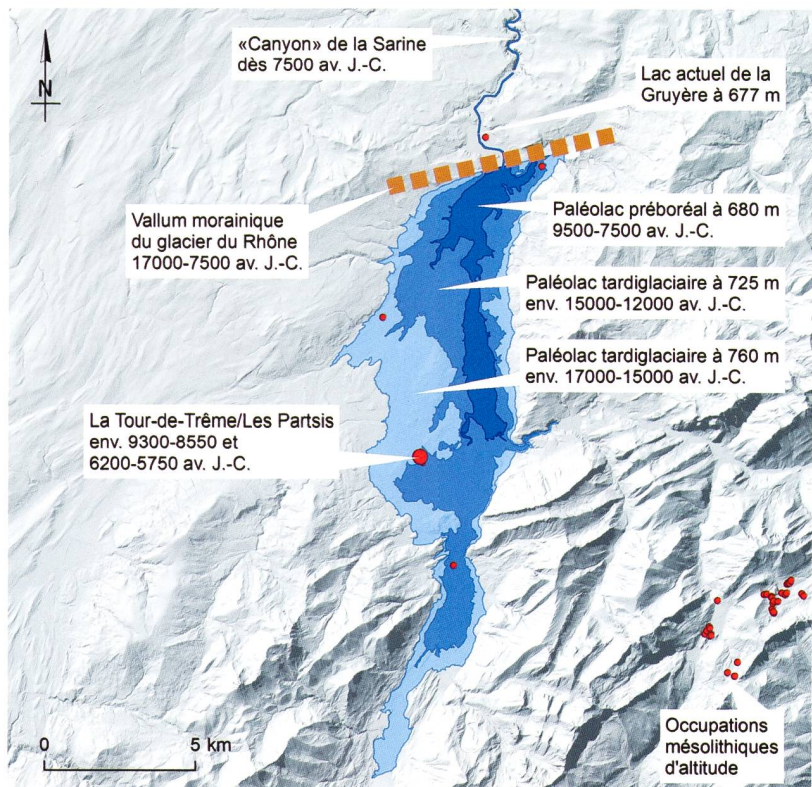 «Canyon» de la Sarine
dès 7500 av. J.-C.
Lac actuel de la
Gruyère à 677 m
N
Vallum morainique
du glacier du Rhône
17000-7500 av. J.-C.
Paléolac préboréal à 680 m
9500-7500 av. J.-C.
Paléolac tardiglaciaire à 725 m
env. 15000-12000 av. J.-C.
Paléolac tardiglaciaire à 760 m
env. 17000-15000 av. J.-C.
La Tour-de-Trême/Les Partsis
env. 9300-8550 et
6200-5750 av. J.-C.
Occupations
mésolithiques
d'altitude
0 5 km